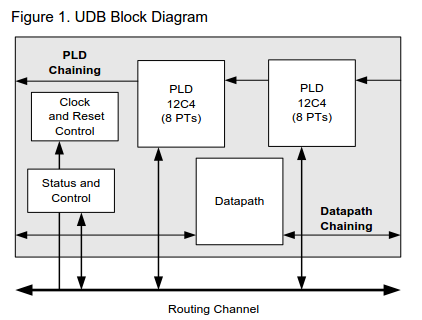 Figure 1. UDB Block Diagram
PLD
Chaining
PLD
12C4
(8 PTs)
PLD
12C4
(8 PTs)
Clock
and Reset
Control
Status and
Control
Datapath
Datapath
Chaining
Routing Channel